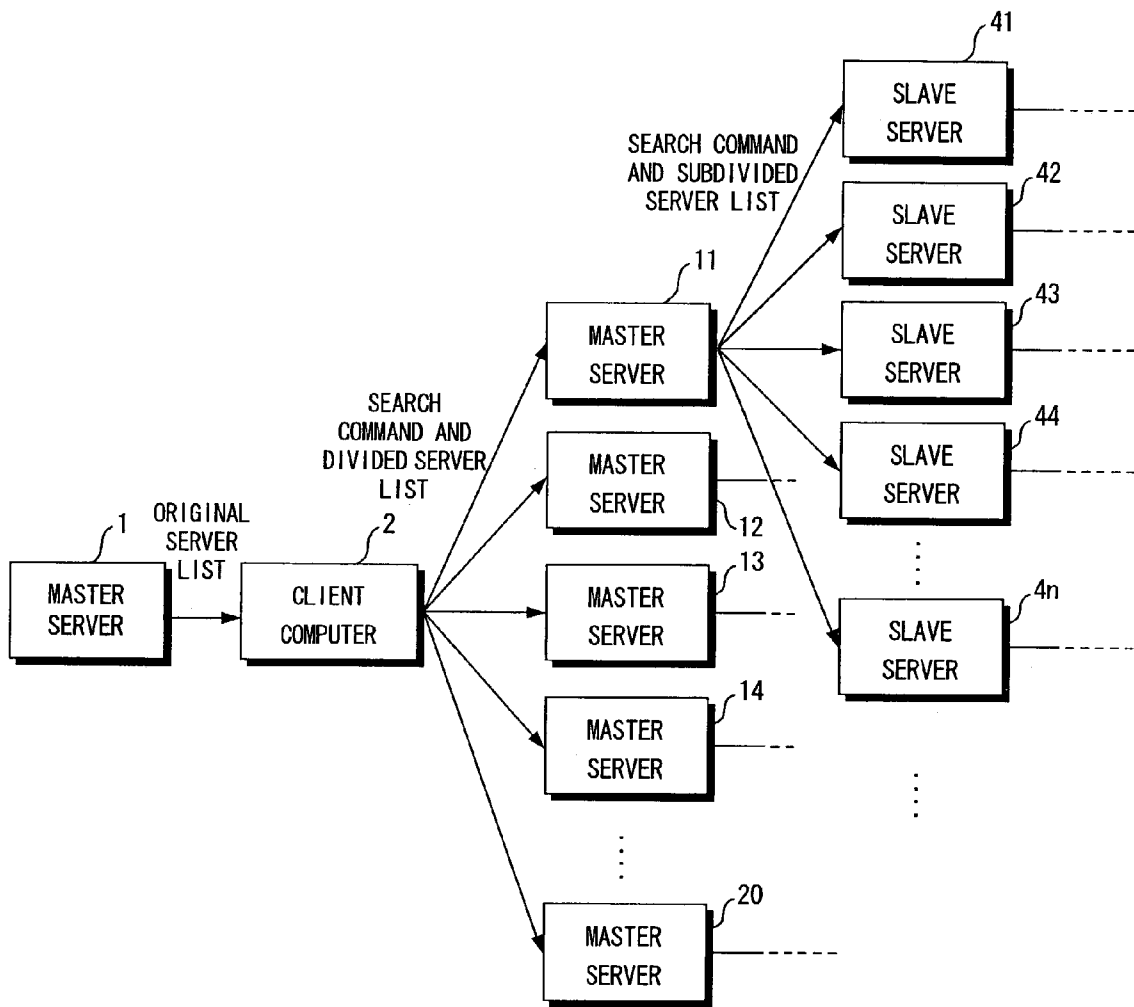 1
MASTER
SERVER
ORIGINAL
SERVER
LIST
2
CLIENT
COMPUTER
SEARCH
COMMAND AND
DIVIDED SERVER
LIST
11
MASTER
SERVER
MASTER
SERVER
12
13
MASTER
SERVER
14
MASTER
SERVER
20
MASTER
SERVER
SEARCH COMMAND
AND SUBDIVIDED
SERVER LIST
41
SLAVE
SERVER
42
SLAVE
SERVER
43
SLAVE
SERVER
44
SLAVE
SERVER
4n
SLAVE
SERVER